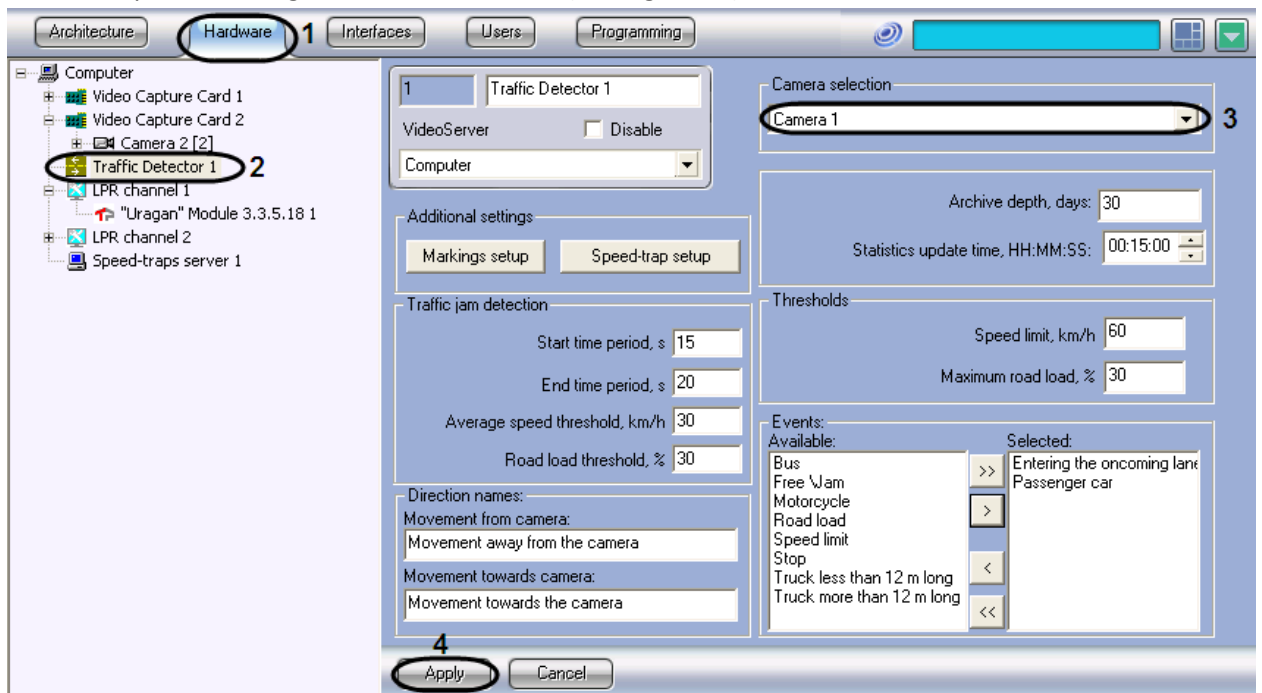 Architecture Hardware 1 Interfaces Users Programming
Computer
Video Capture Card 1
Video Capture Card 2
Camera 2 [2]
Traffic Detector 1 2
LPR channel 1
"Uragan" Module 3.3.5.18 1
LPR channel 2
Speed-traps server 1
1 Traffic Detector 1
VideoServer Disable
Computer
Camera selection
Camera 1 3
Additional settings
Markings setup Speed-trap setup
Archive depth, days: 30
Statistics update time, HH:MM:SS: 00:15:00
Traffic jam detection
Start time period, s 15
End time period, s 20
Average speed threshold, km/h 30
Road load threshold, % 30
Thresholds
Speed limit, km/h 60
Maximum road load, % 30
Direction names:
Movement from camera:
Movement away from the camera
Movement towards camera:
Movement towards the camera
Events:
Available: Selected:
Bus >> Entering the oncoming lane
Free \Jam Passenger car
Motorcycle >
Road load
Speed limit
Stop <
Truck less than 12 m long
Truck more than 12 m long <<
4
Apply Cancel